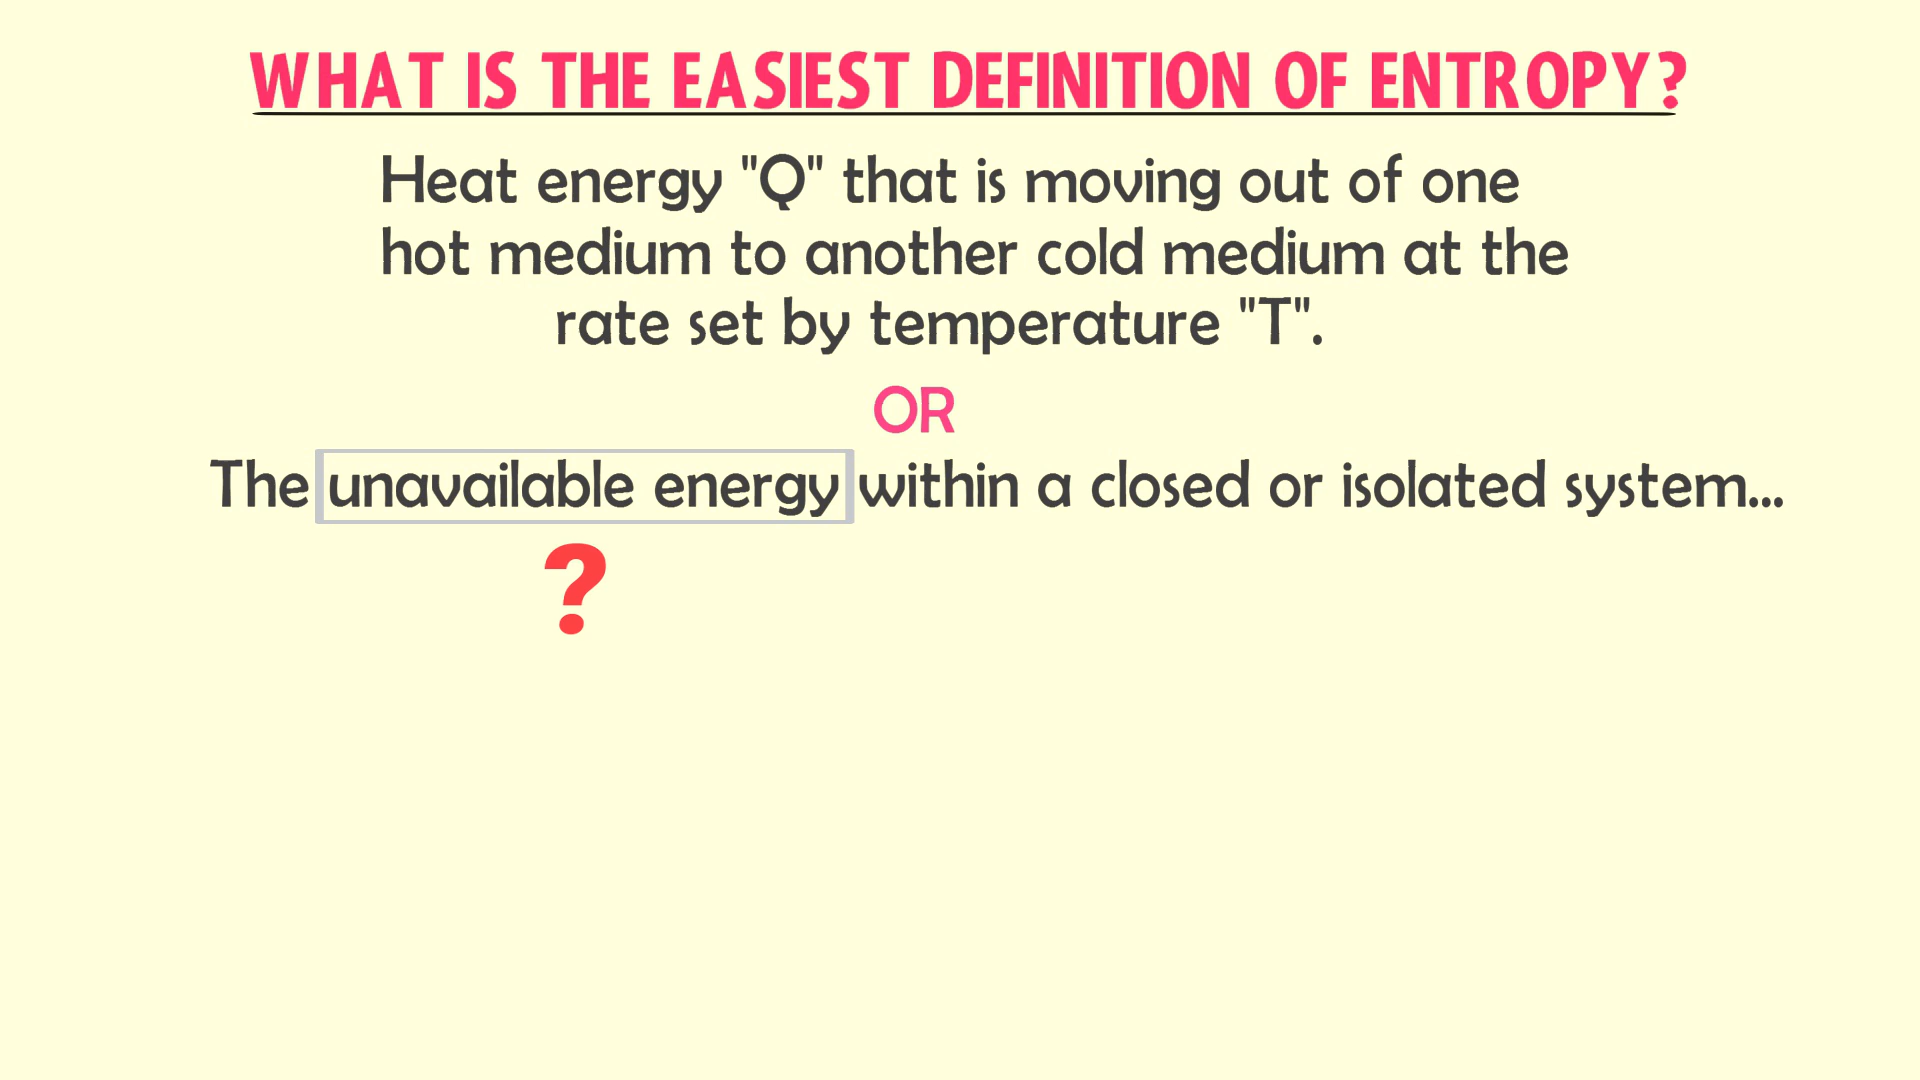 WHAT IS THE EASIEST DEFINITION OF ENTROPY?
Heat energy "Q" that is moving out of one
hot medium to another cold medium at the
rate set by temperature "T".
OR
The unavailable energy within a closed or isolated system...
?